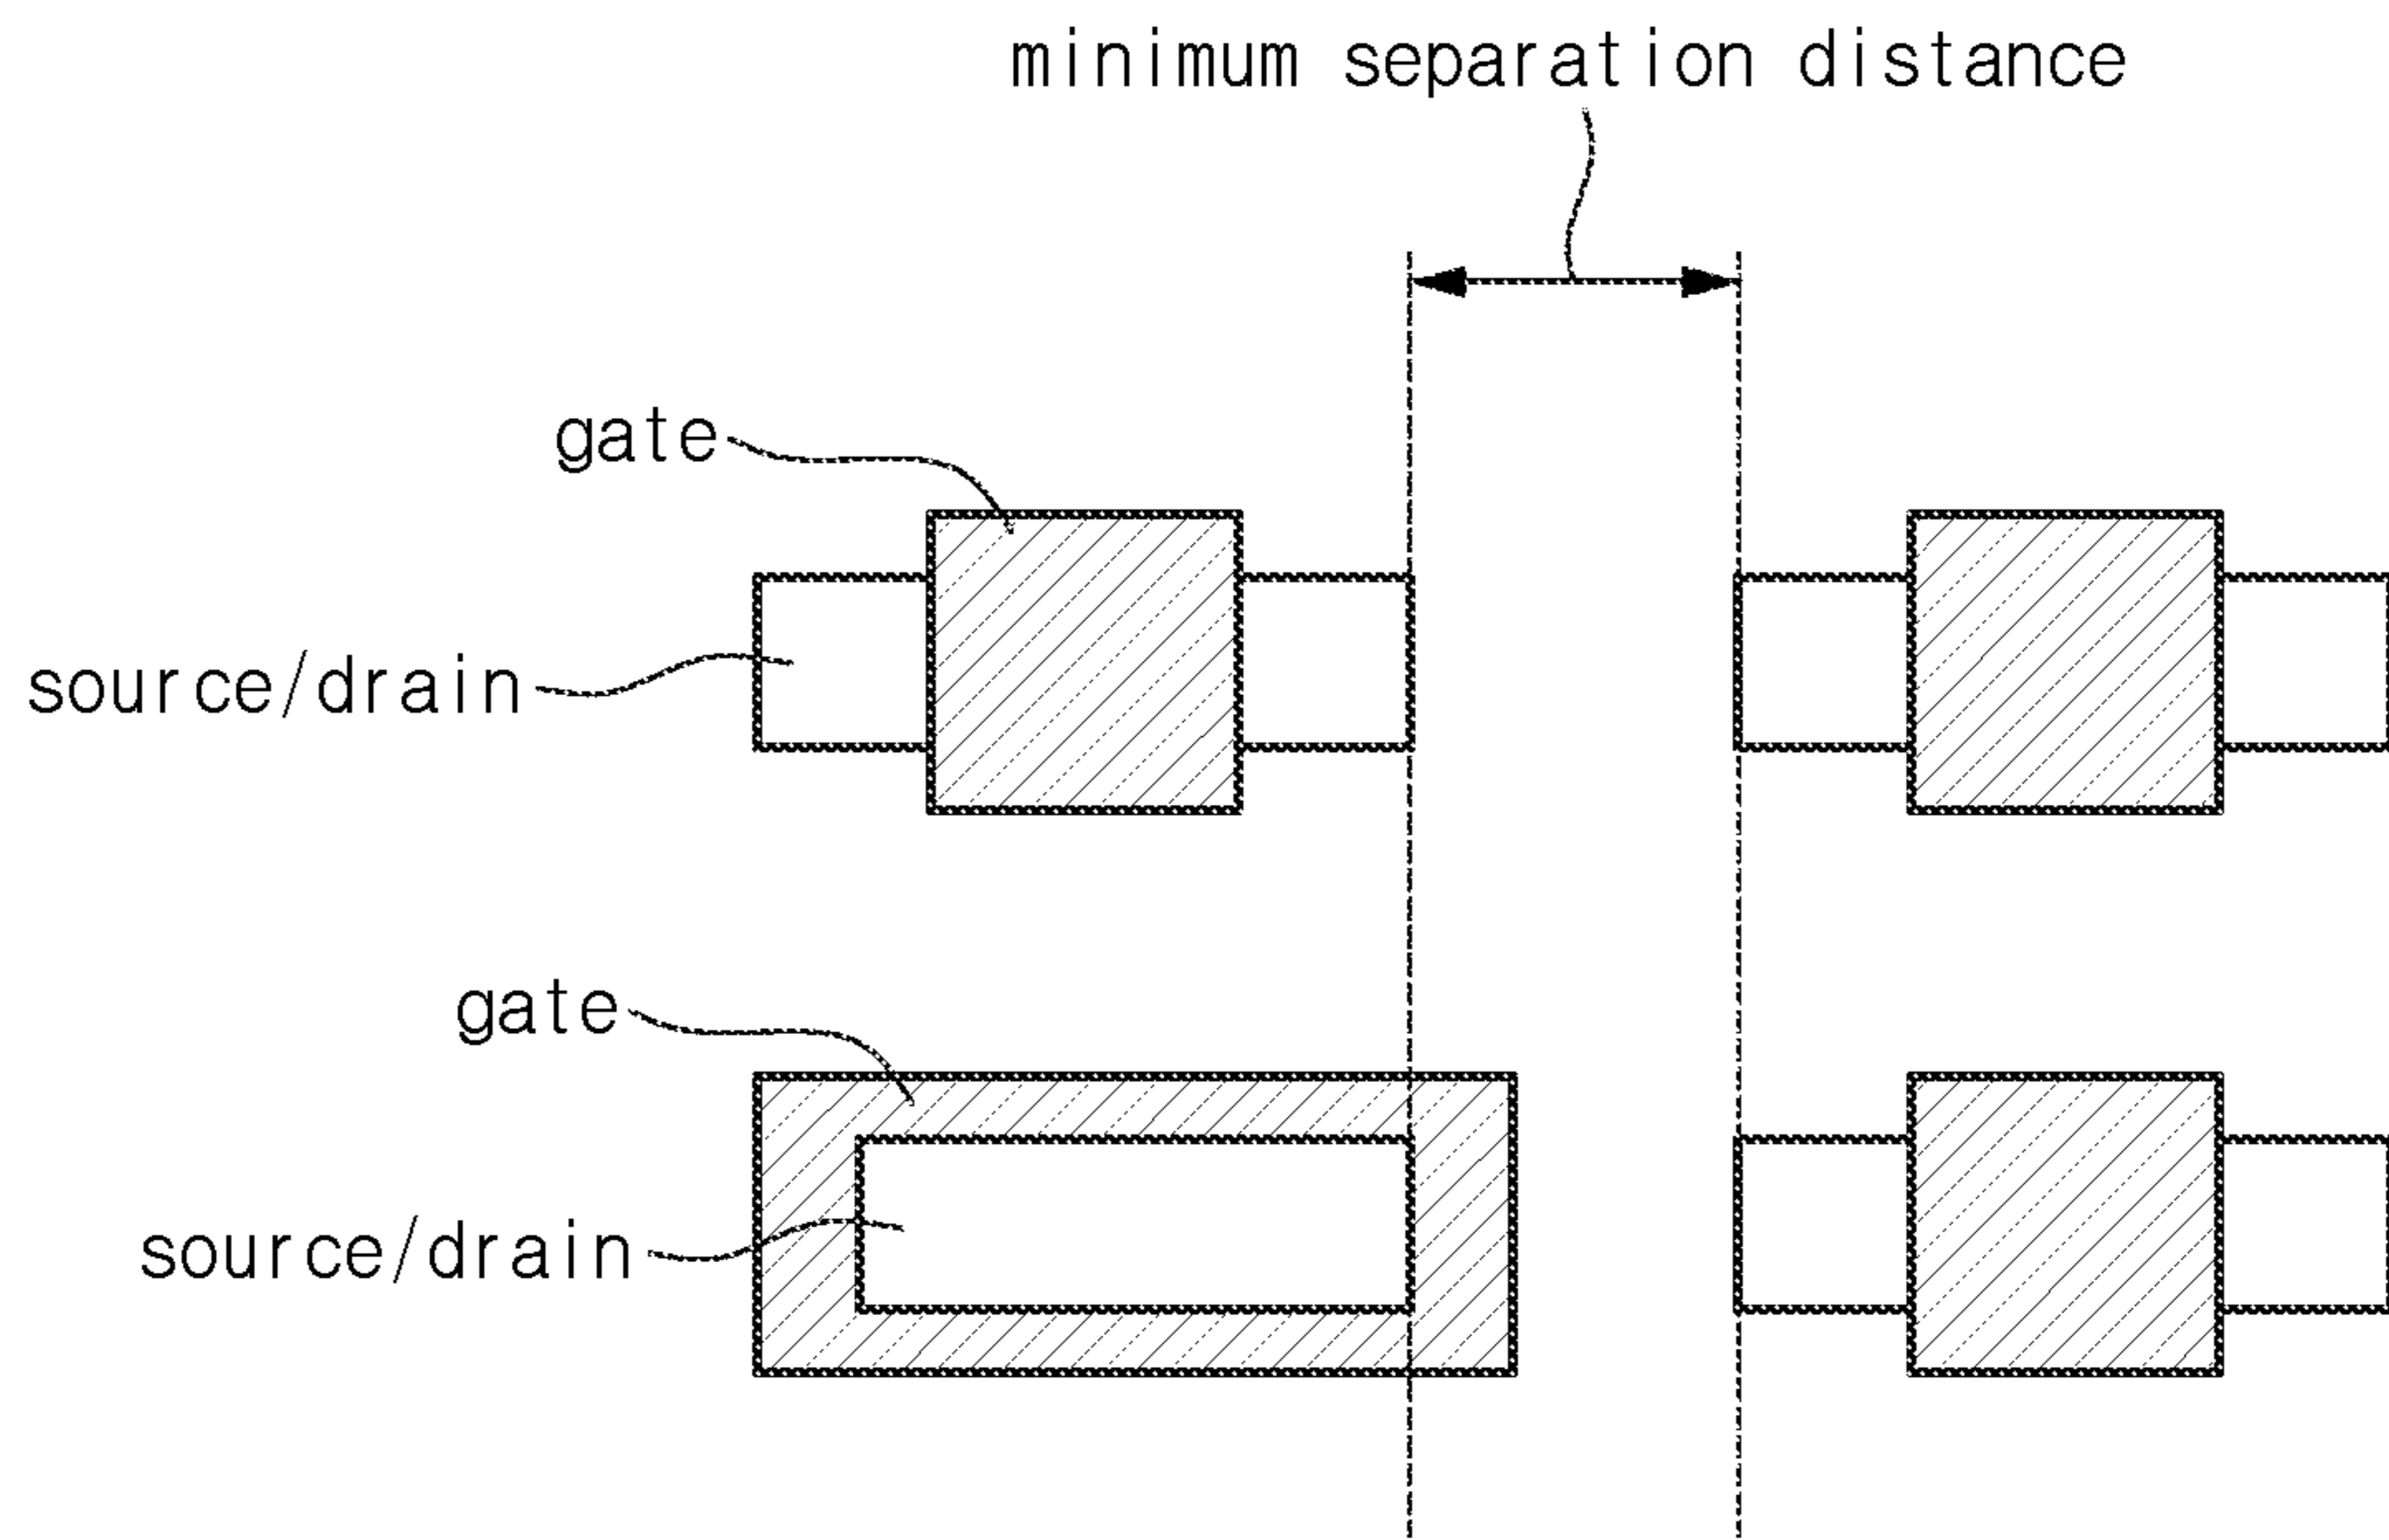 minimum separation distance
gate
source/drain
gate
source/drain